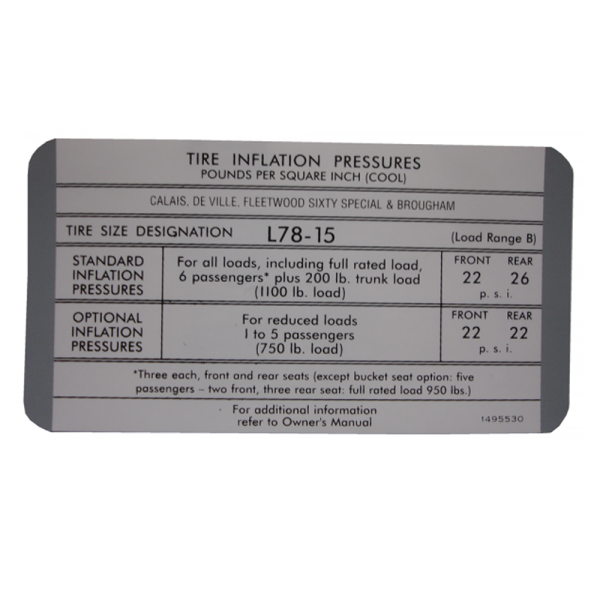 TIRE INFLATION PRESSURES
POUNDS PER SQUARE INCH (COOL)
CALAIS, DE VILLE, FLEETWOOD SIXTY SPECIAL & BROUGHAM
TIRE SIZE DESIGNATION L78-15 (Load Range B)
STANDARD
INFLATION
PRESSURES
For all loads, including full rated load,
6 passengers* plus 200 lb. trunk load
(1100 lb. load)
FRONT REAR
22 26
p. s. i.
OPTIONAL
INFLATION
PRESSURES
For reduced loads
1 to 5 passengers
(750 lb. load)
FRONT REAR
22 22
p. s. i.
*Three each, front and rear seats (except bucket seat option: five
passengers – two front, three rear seat: full rated load 950 lbs.)
For additional information
refer to Owner's Manual
1495530